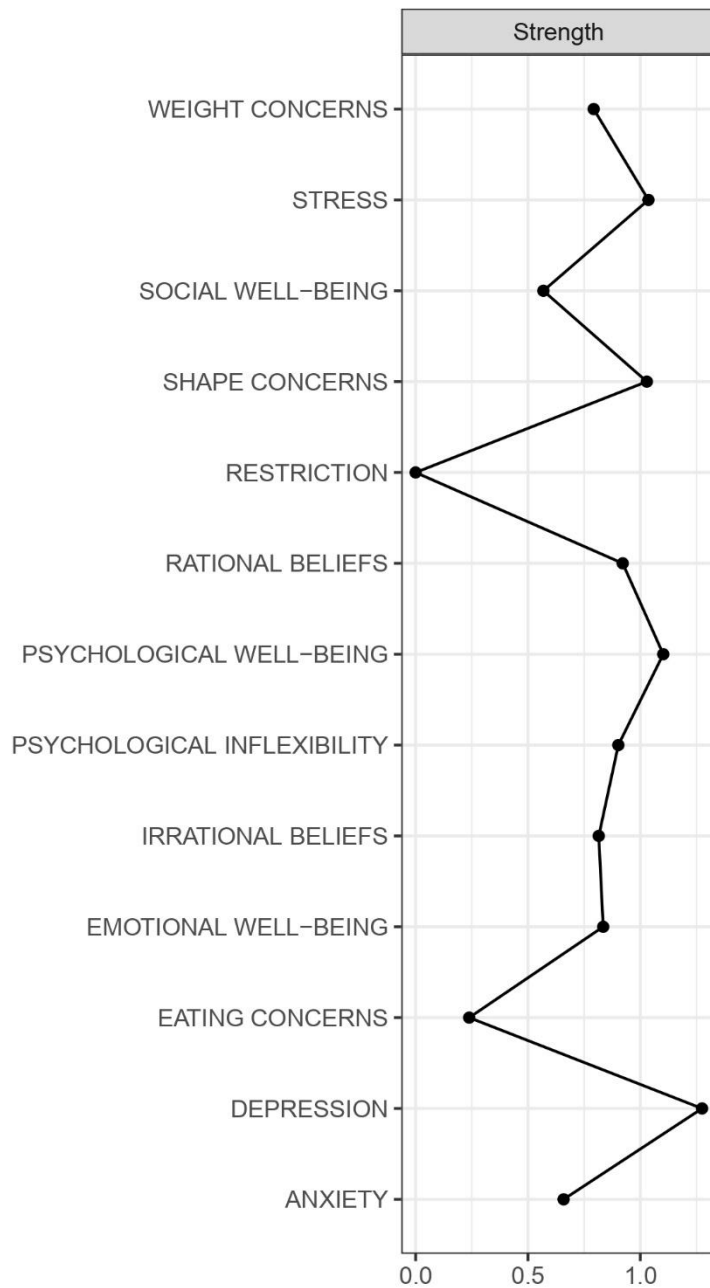 Strength
WEIGHT CONCERNS
STRESS
SOCIAL WELL−BEING
SHAPE CONCERNS
RESTRICTION
RATIONAL BELIEFS
PSYCHOLOGICAL WELL−BEING
PSYCHOLOGICAL INFLEXIBILITY
IRRATIONAL BELIEFS
EMOTIONAL WELL−BEING
EATING CONCERNS
DEPRESSION
ANXIETY
0.0 0.5 1.0